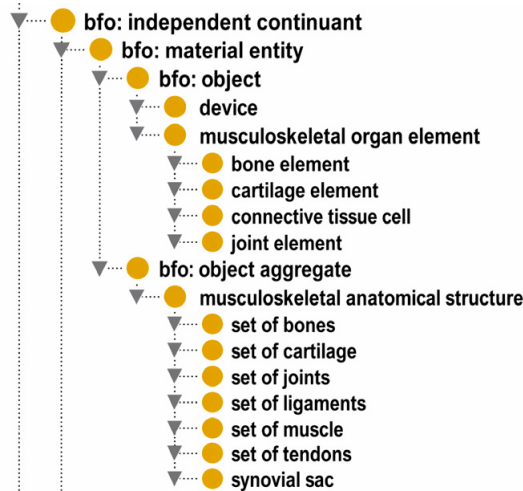 bfo: independent continuant
bfo: material entity
bfo: object
device
musculoskeletal organ element
bone element
cartilage element
connective tissue cell
joint element
bfo: object aggregate
musculoskeletal anatomical structure
set of bones
set of cartilage
set of joints
set of ligaments
set of muscle
set of tendons
synovial sac